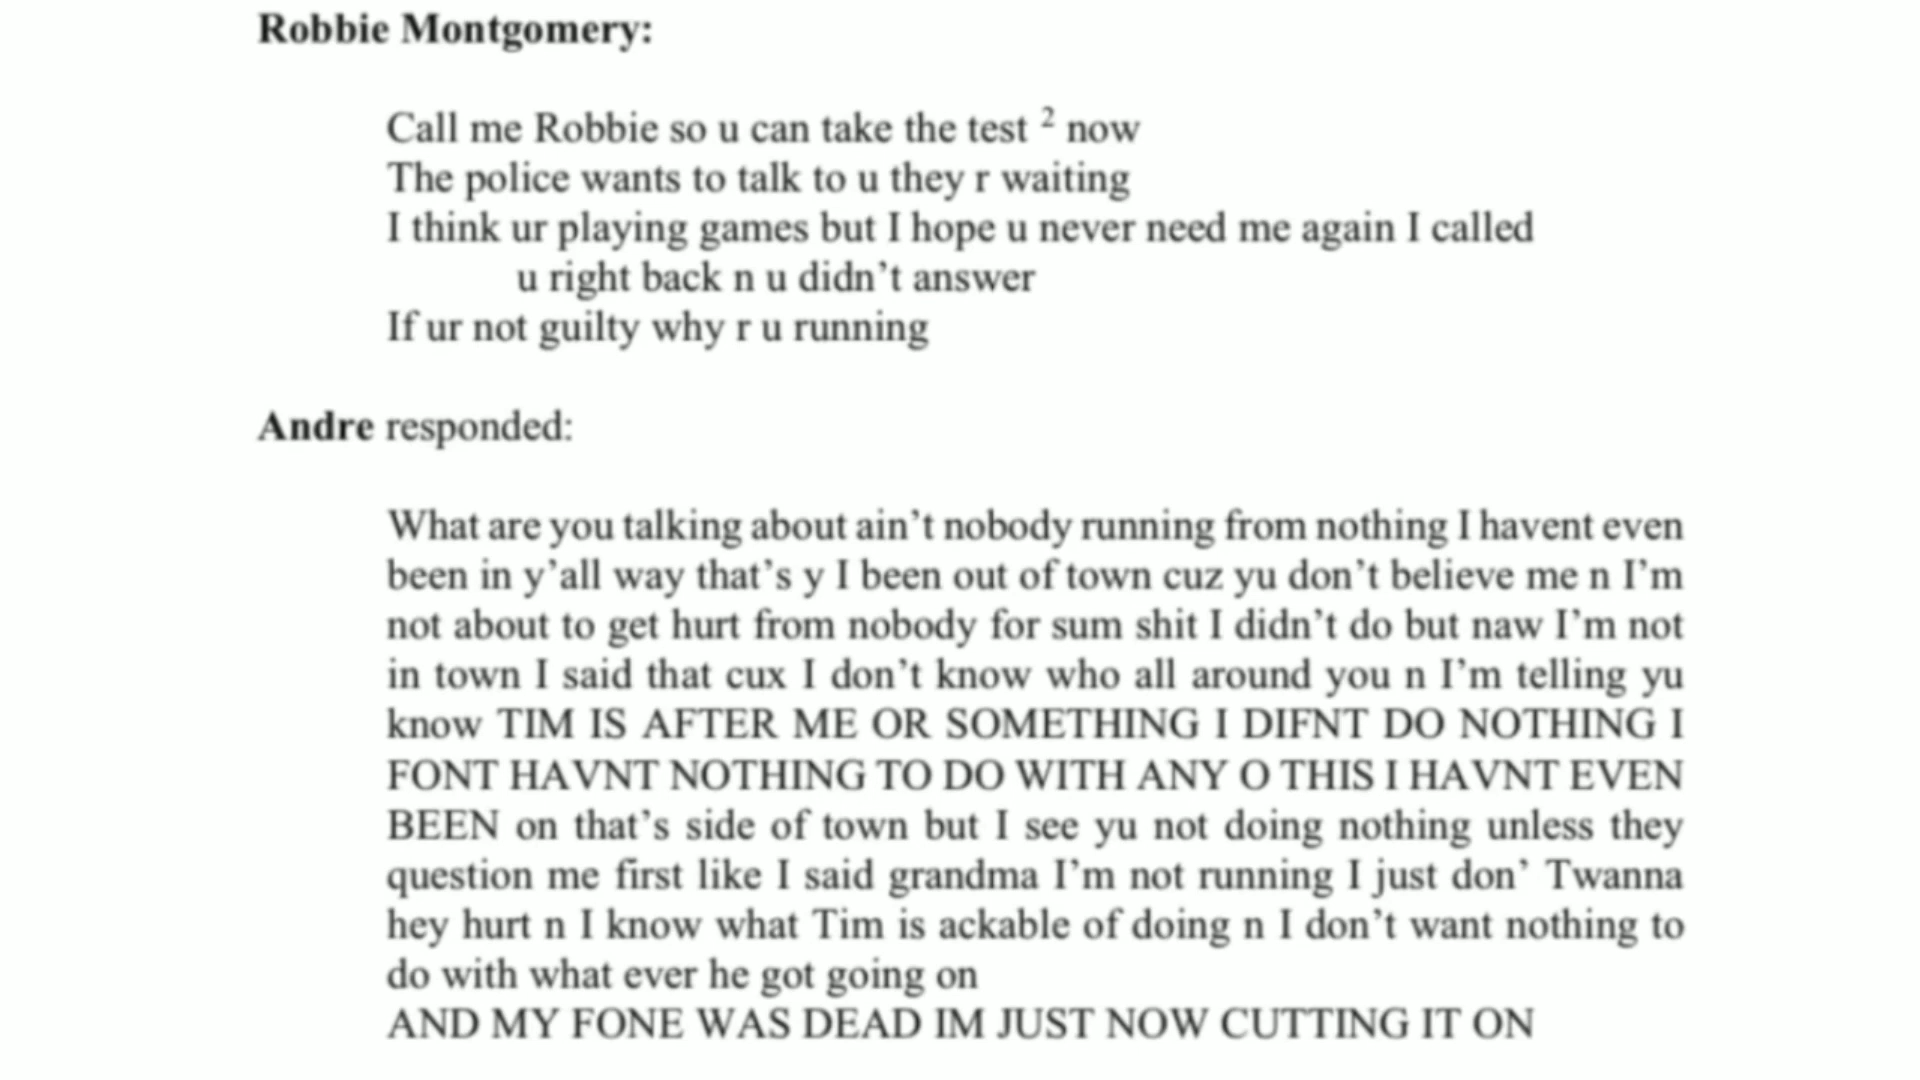 Robbie Montgomery:
Call me Robbie so u can take the test ² now
The police wants to talk to u they r waiting
I think ur playing games but I hope u never need me again I called
u right back n u didn’t answer
If ur not guilty why r u running
Andre responded:
What are you talking about ain’t nobody running from nothing I havent even
been in y’all way that’s y I been out of town cuz yu don’t believe me n I’m
not about to get hurt from nobody for sum shit I didn’t do but naw I’m not
in town I said that cux I don’t know who all around you n I’m telling yu
know TIM IS AFTER ME OR SOMETHING I DIFNT DO NOTHING I
FONT HAVNT NOTHING TO DO WITH ANY O THIS I HAVNT EVEN
BEEN on that’s side of town but I see yu not doing nothing unless they
question me first like I said grandma I’m not running I just don’ Twanna
hey hurt n I know what Tim is ackable of doing n I don’t want nothing to
do with what ever he got going on
AND MY FONE WAS DEAD IM JUST NOW CUTTING IT ON